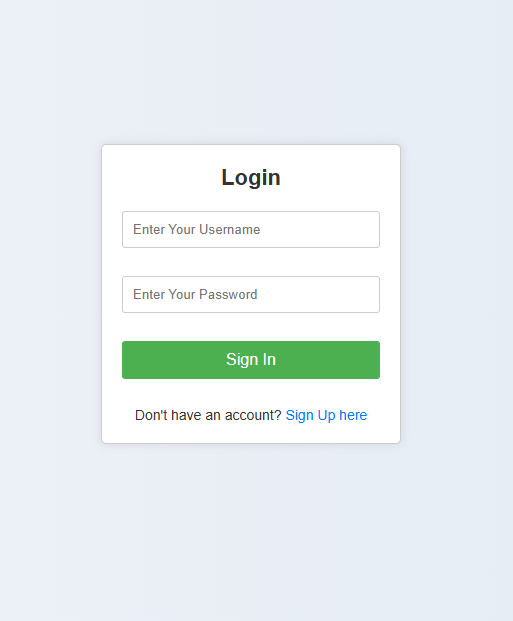 Login
Enter Your Username
Enter Your Password
Sign In
Don't have an account? Sign Up here